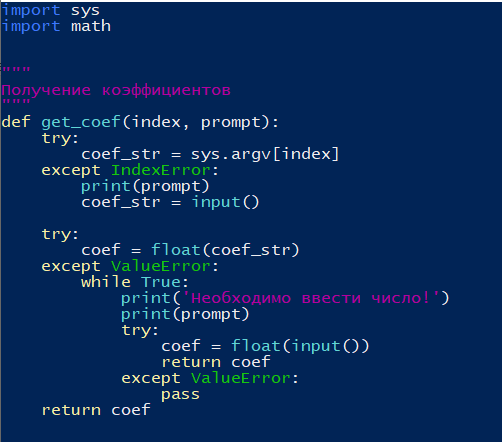 import sys
import math
"""
Получение коэффициентов
"""
def get_coef(index, prompt):
    try:
        coef_str = sys.argv[index]
    except IndexError:
        print(prompt)
        coef_str = input()
    try:
        coef = float(coef_str)
    except ValueError:
        while True:
            print('Необходимо ввести число!')
            print(prompt)
            try:
                coef = float(input())
                return coef
            except ValueError:
                pass
    return coef